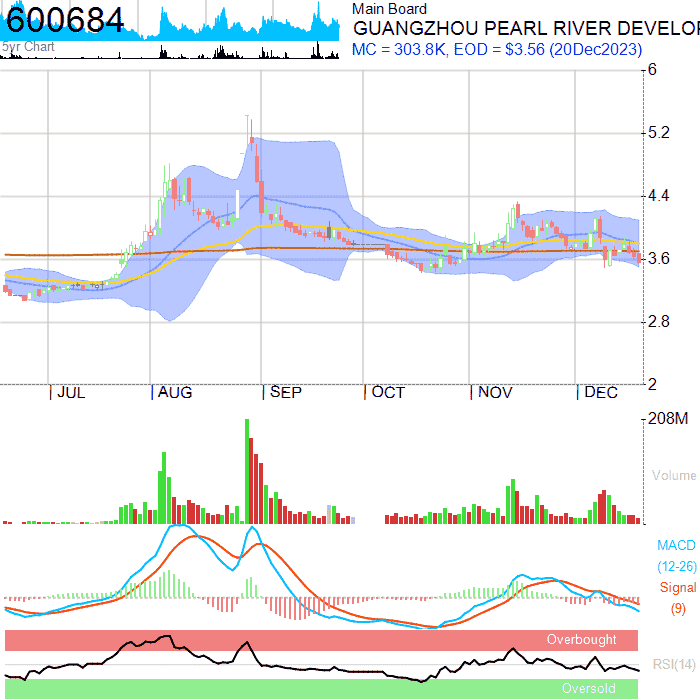 600684
5yr Chart
Main Board
GUANGZHOU PEARL RIVER DEVELO
MC = 303.8K, EOD = $3.56 (20Dec2023)
6
5.2
4.4
3.6
2.8
2
JUL AUG SEP OCT NOV DEC
208M
Volume
MACD
(12-26)
Signal
(9)
Overbought
RSI(14)
Oversold